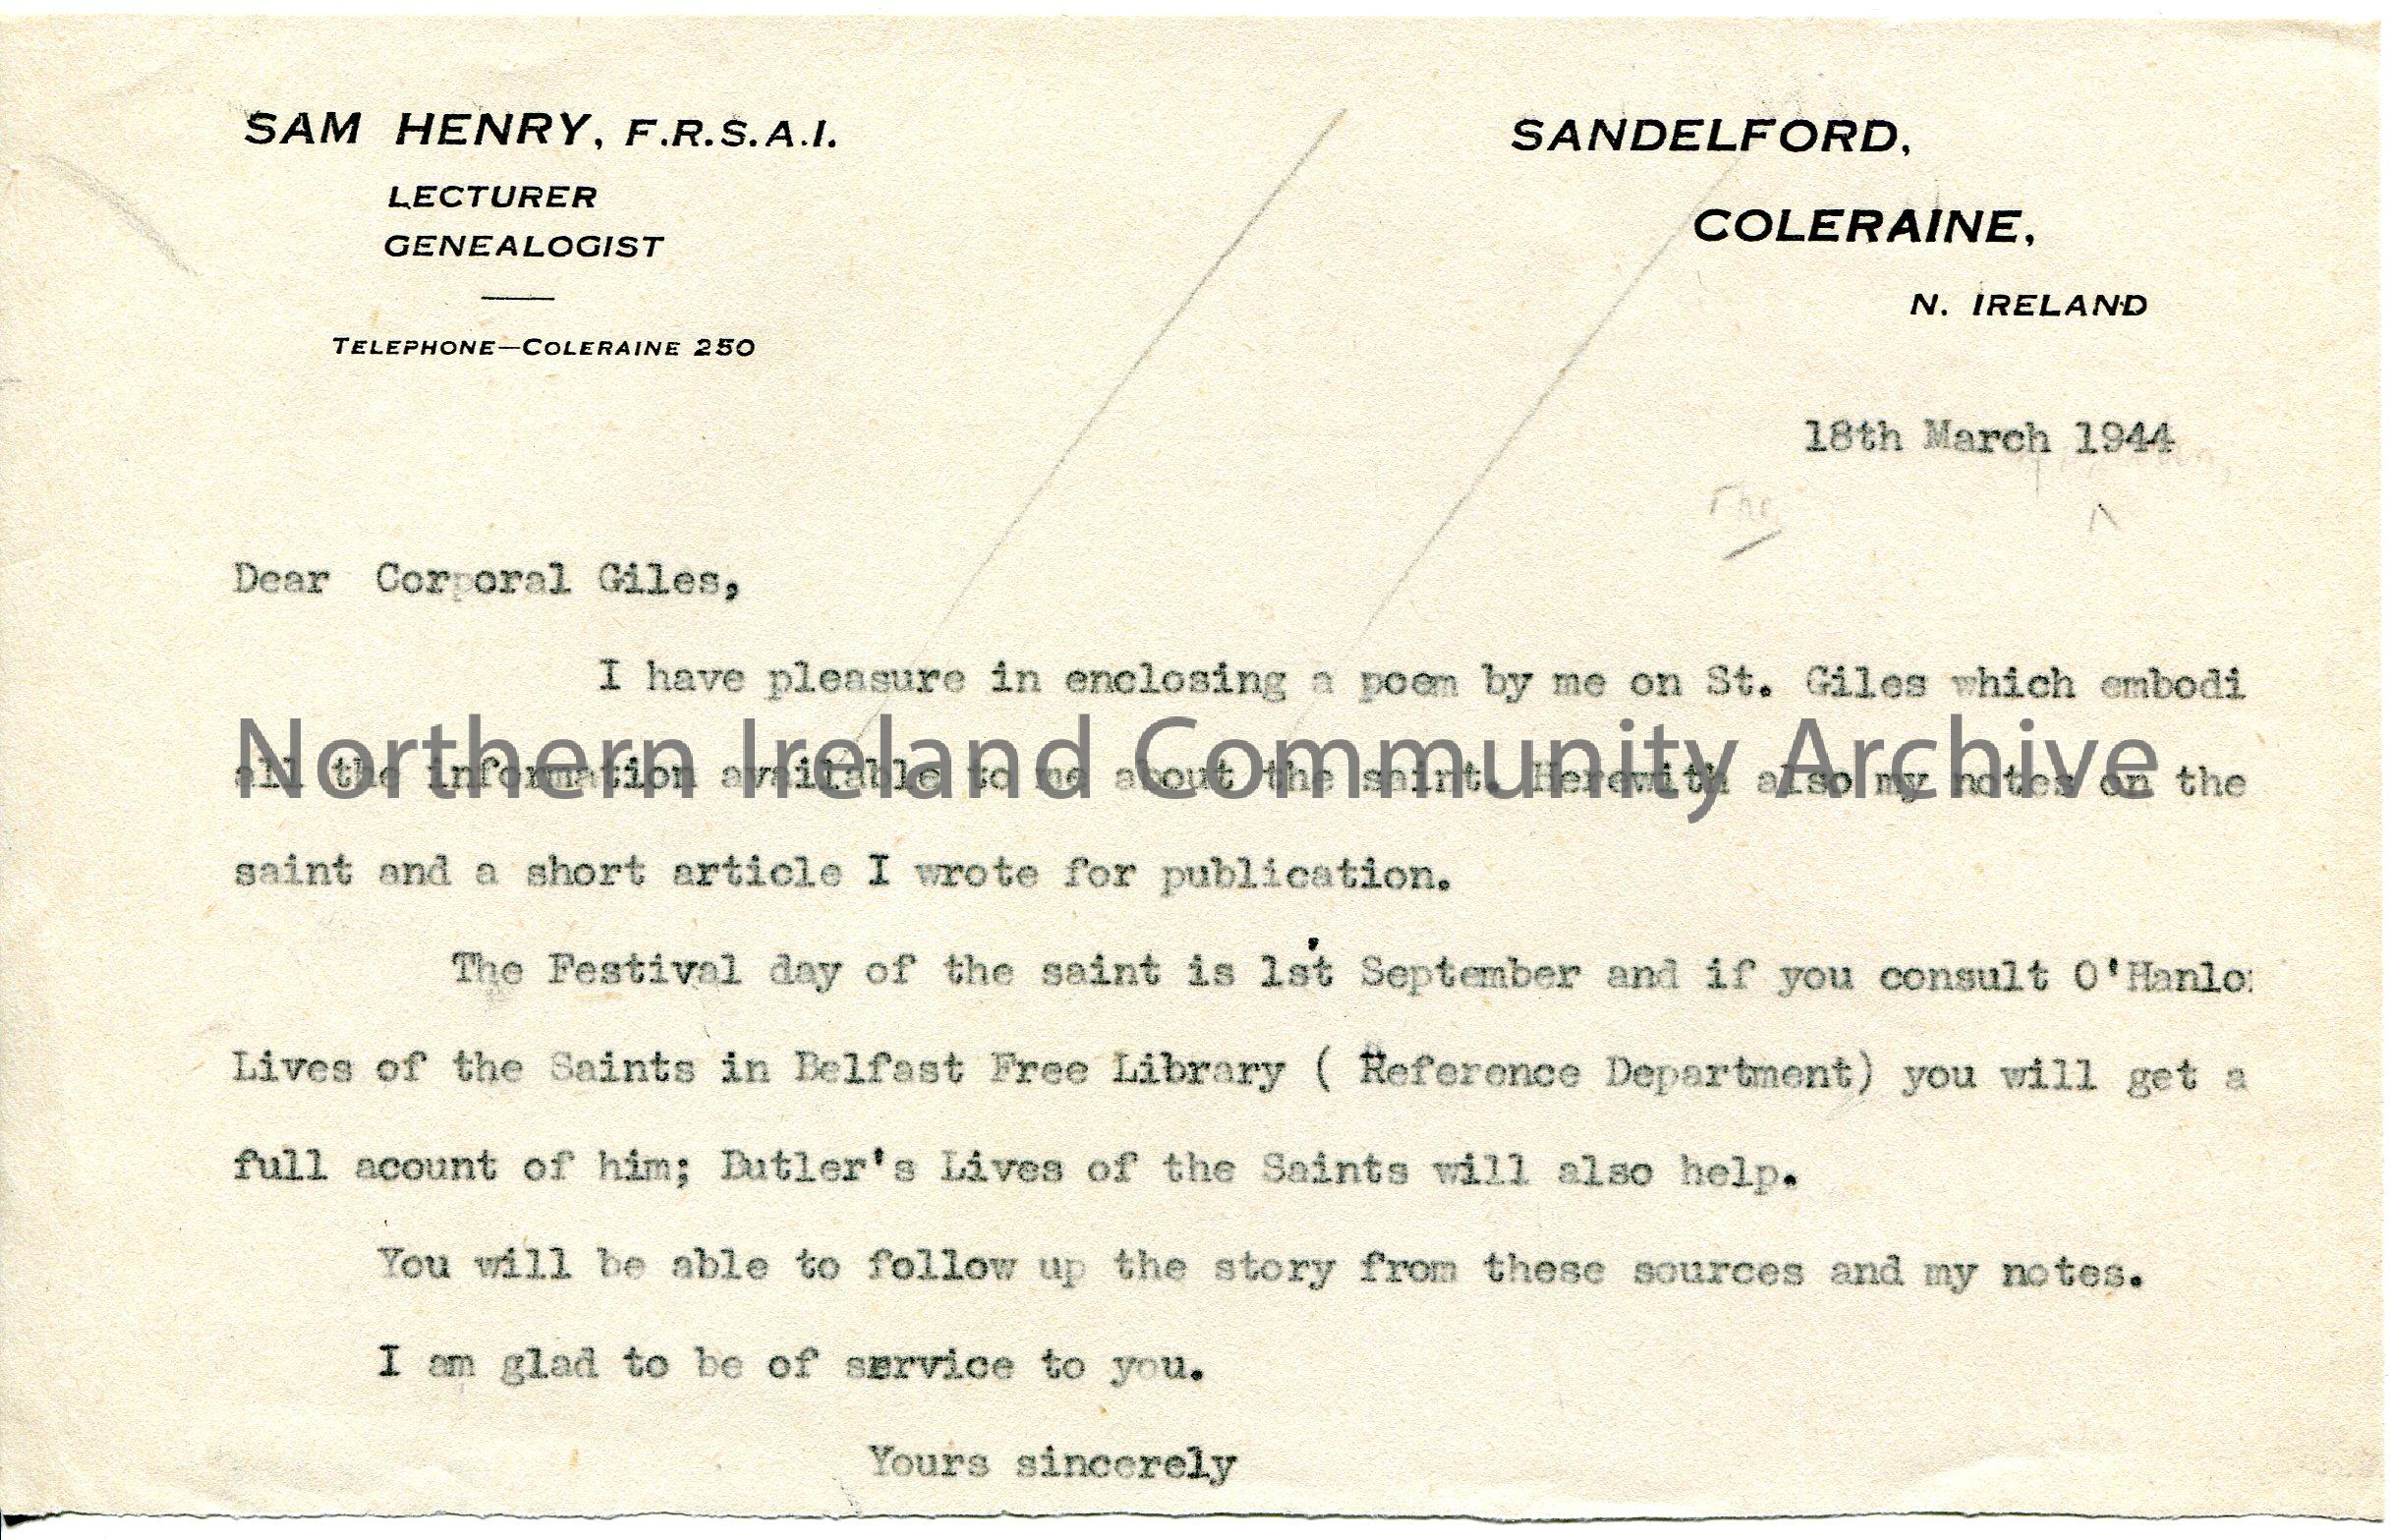 SAM HENRY, F.R.S.A.I.
LECTURER
GENEALOGIST
TELEPHONE—COLERAINE 250
SANDELFORD,
COLERAINE,
N. IRELAND
18th March 1944
Dear Corporal Giles,
I have pleasure in enclosing a poem by me on St. Giles which embodi
all the information available to me about the saint. Herewith also my notes on the
Northern Ireland Community Archive
saint and a short article I wrote for publication.
The Festival day of the saint is 1st September and if you consult O'Hanlo
Lives of the Saints in Belfast Free Library ( Reference Department) you will get a
full acount of him; Butler's Lives of the Saints will also help.
You will be able to follow up the story from these sources and my notes.
I am glad to be of service to you.
Yours sincerely